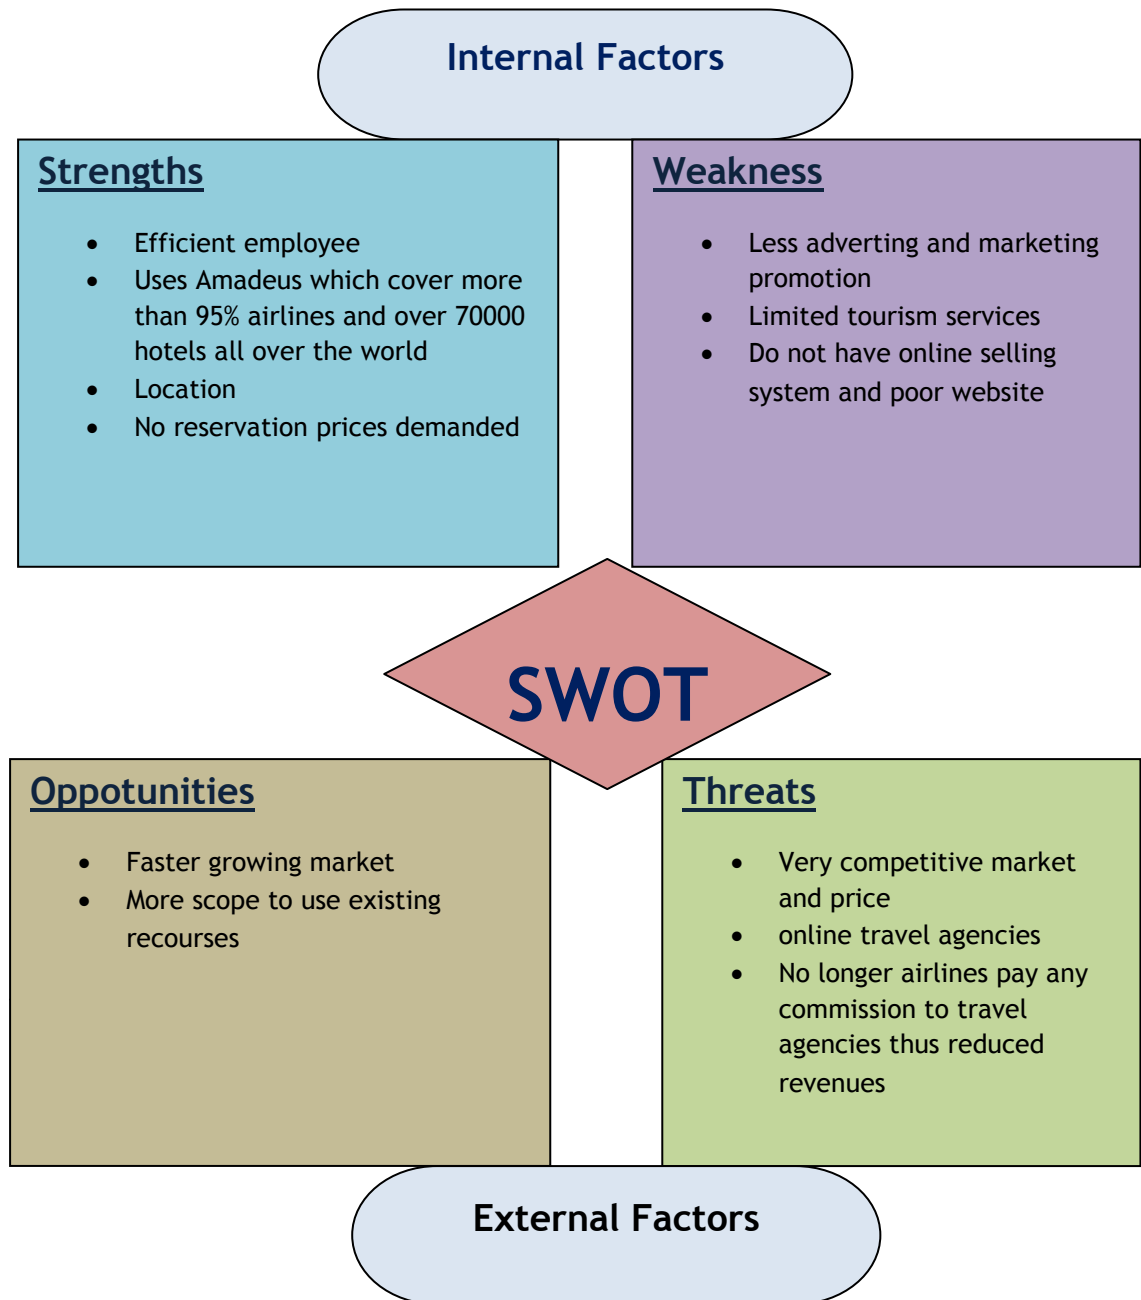 Internal Factors
Strengths
• Efficient employee
• Uses Amadeus which cover more
than 95% airlines and over 70000
hotels all over the world
• Location
• No reservation prices demanded
Weakness
• Less adverting and marketing
promotion
• Limited tourism services
• Do not have online selling
system and poor website
SWOT
Oppotunities
• Faster growing market
• More scope to use existing
recourses
Threats
• Very competitive market
and price
• online travel agencies
• No longer airlines pay any
commission to travel
agencies thus reduced
revenues
External Factors